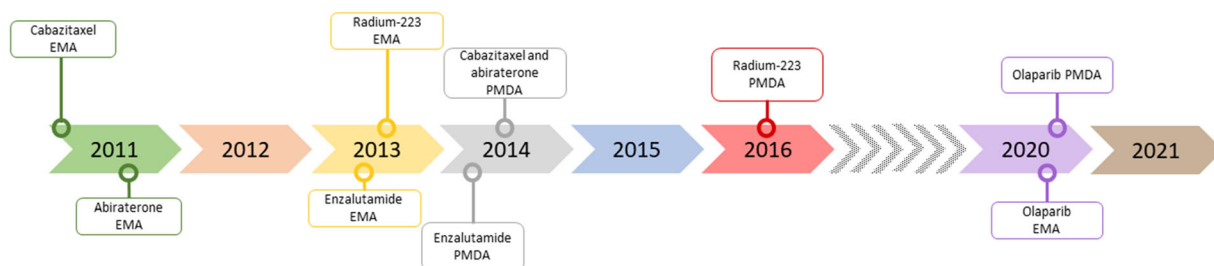 Cabazitaxel
EMA
Radium-223
EMA
Cabazitaxel and
abiraterone
PMDA
Radium-223
PMDA
Olaparib PMDA
2011
2012
2013
2014
2015
2016
2020
2021
Abiraterone
EMA
Enzalutamide
EMA
Enzalutamide
PMDA
Olaparib
EMA